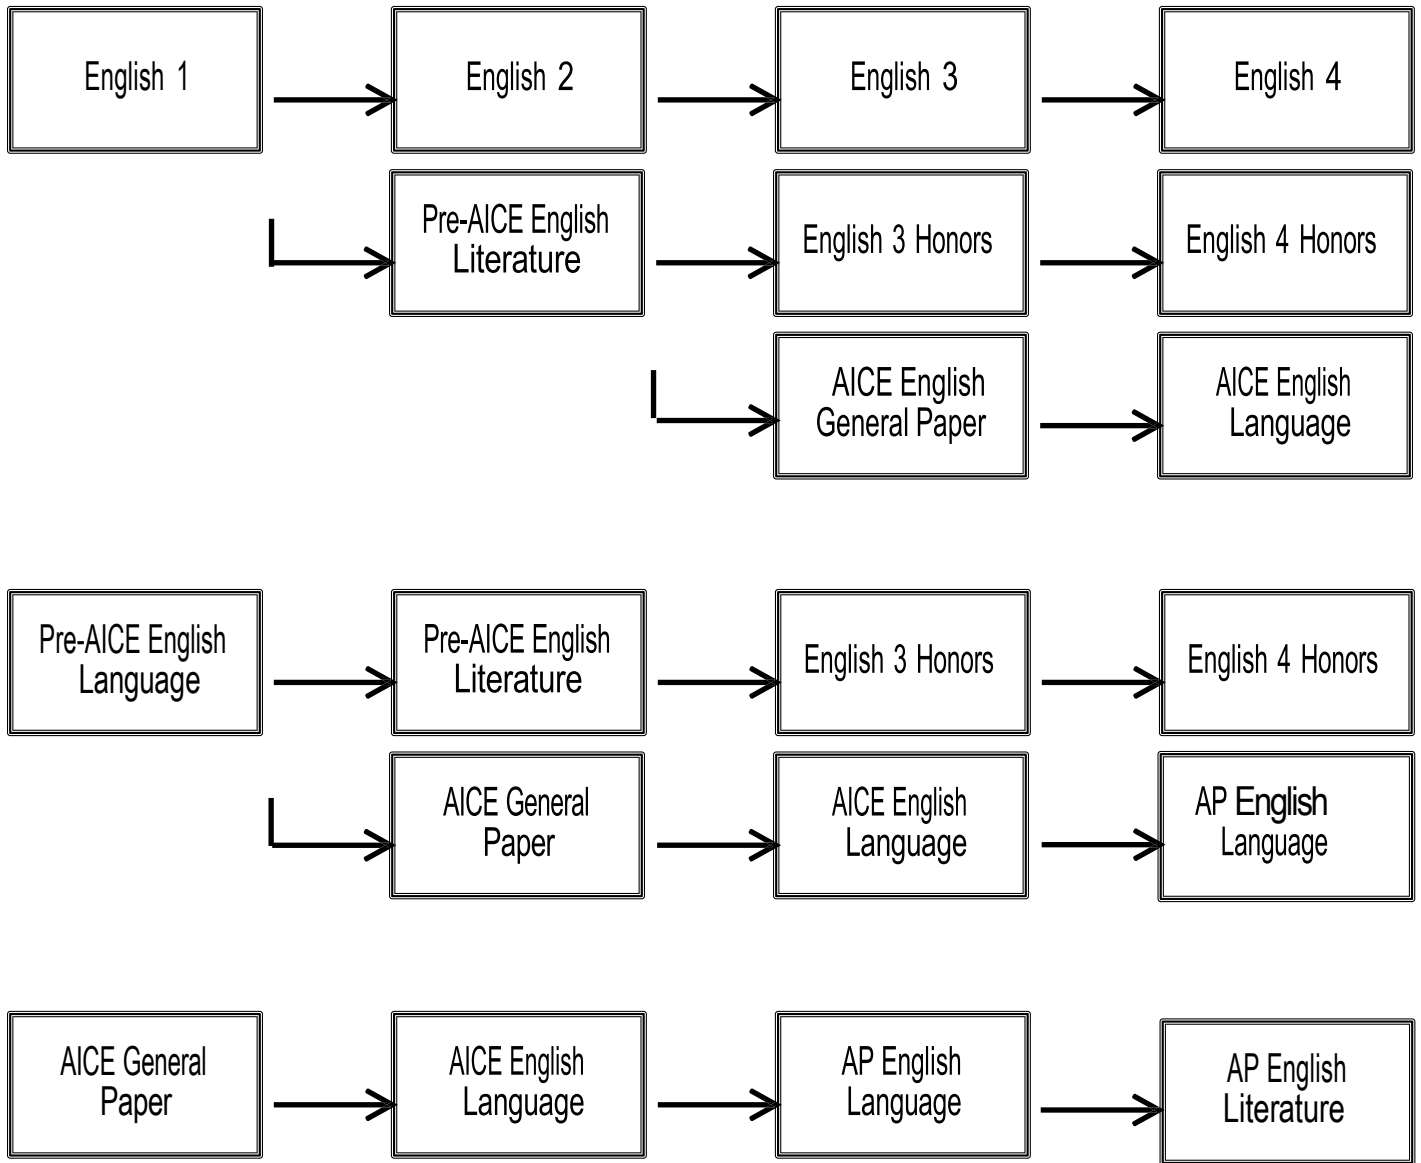 English 1
English 2
English 3
English 4
Pre-AICE English
Literature
English 3 Honors
English 4 Honors
AICE English
General Paper
AICE English
Language
Pre-AICE English
Language
Pre-AICE English
Literature
English 3 Honors
English 4 Honors
AICE General
Paper
AICE English
Language
AP English
Language
AICE General
Paper
AICE English
Language
AP English
Language
AP English
Literature